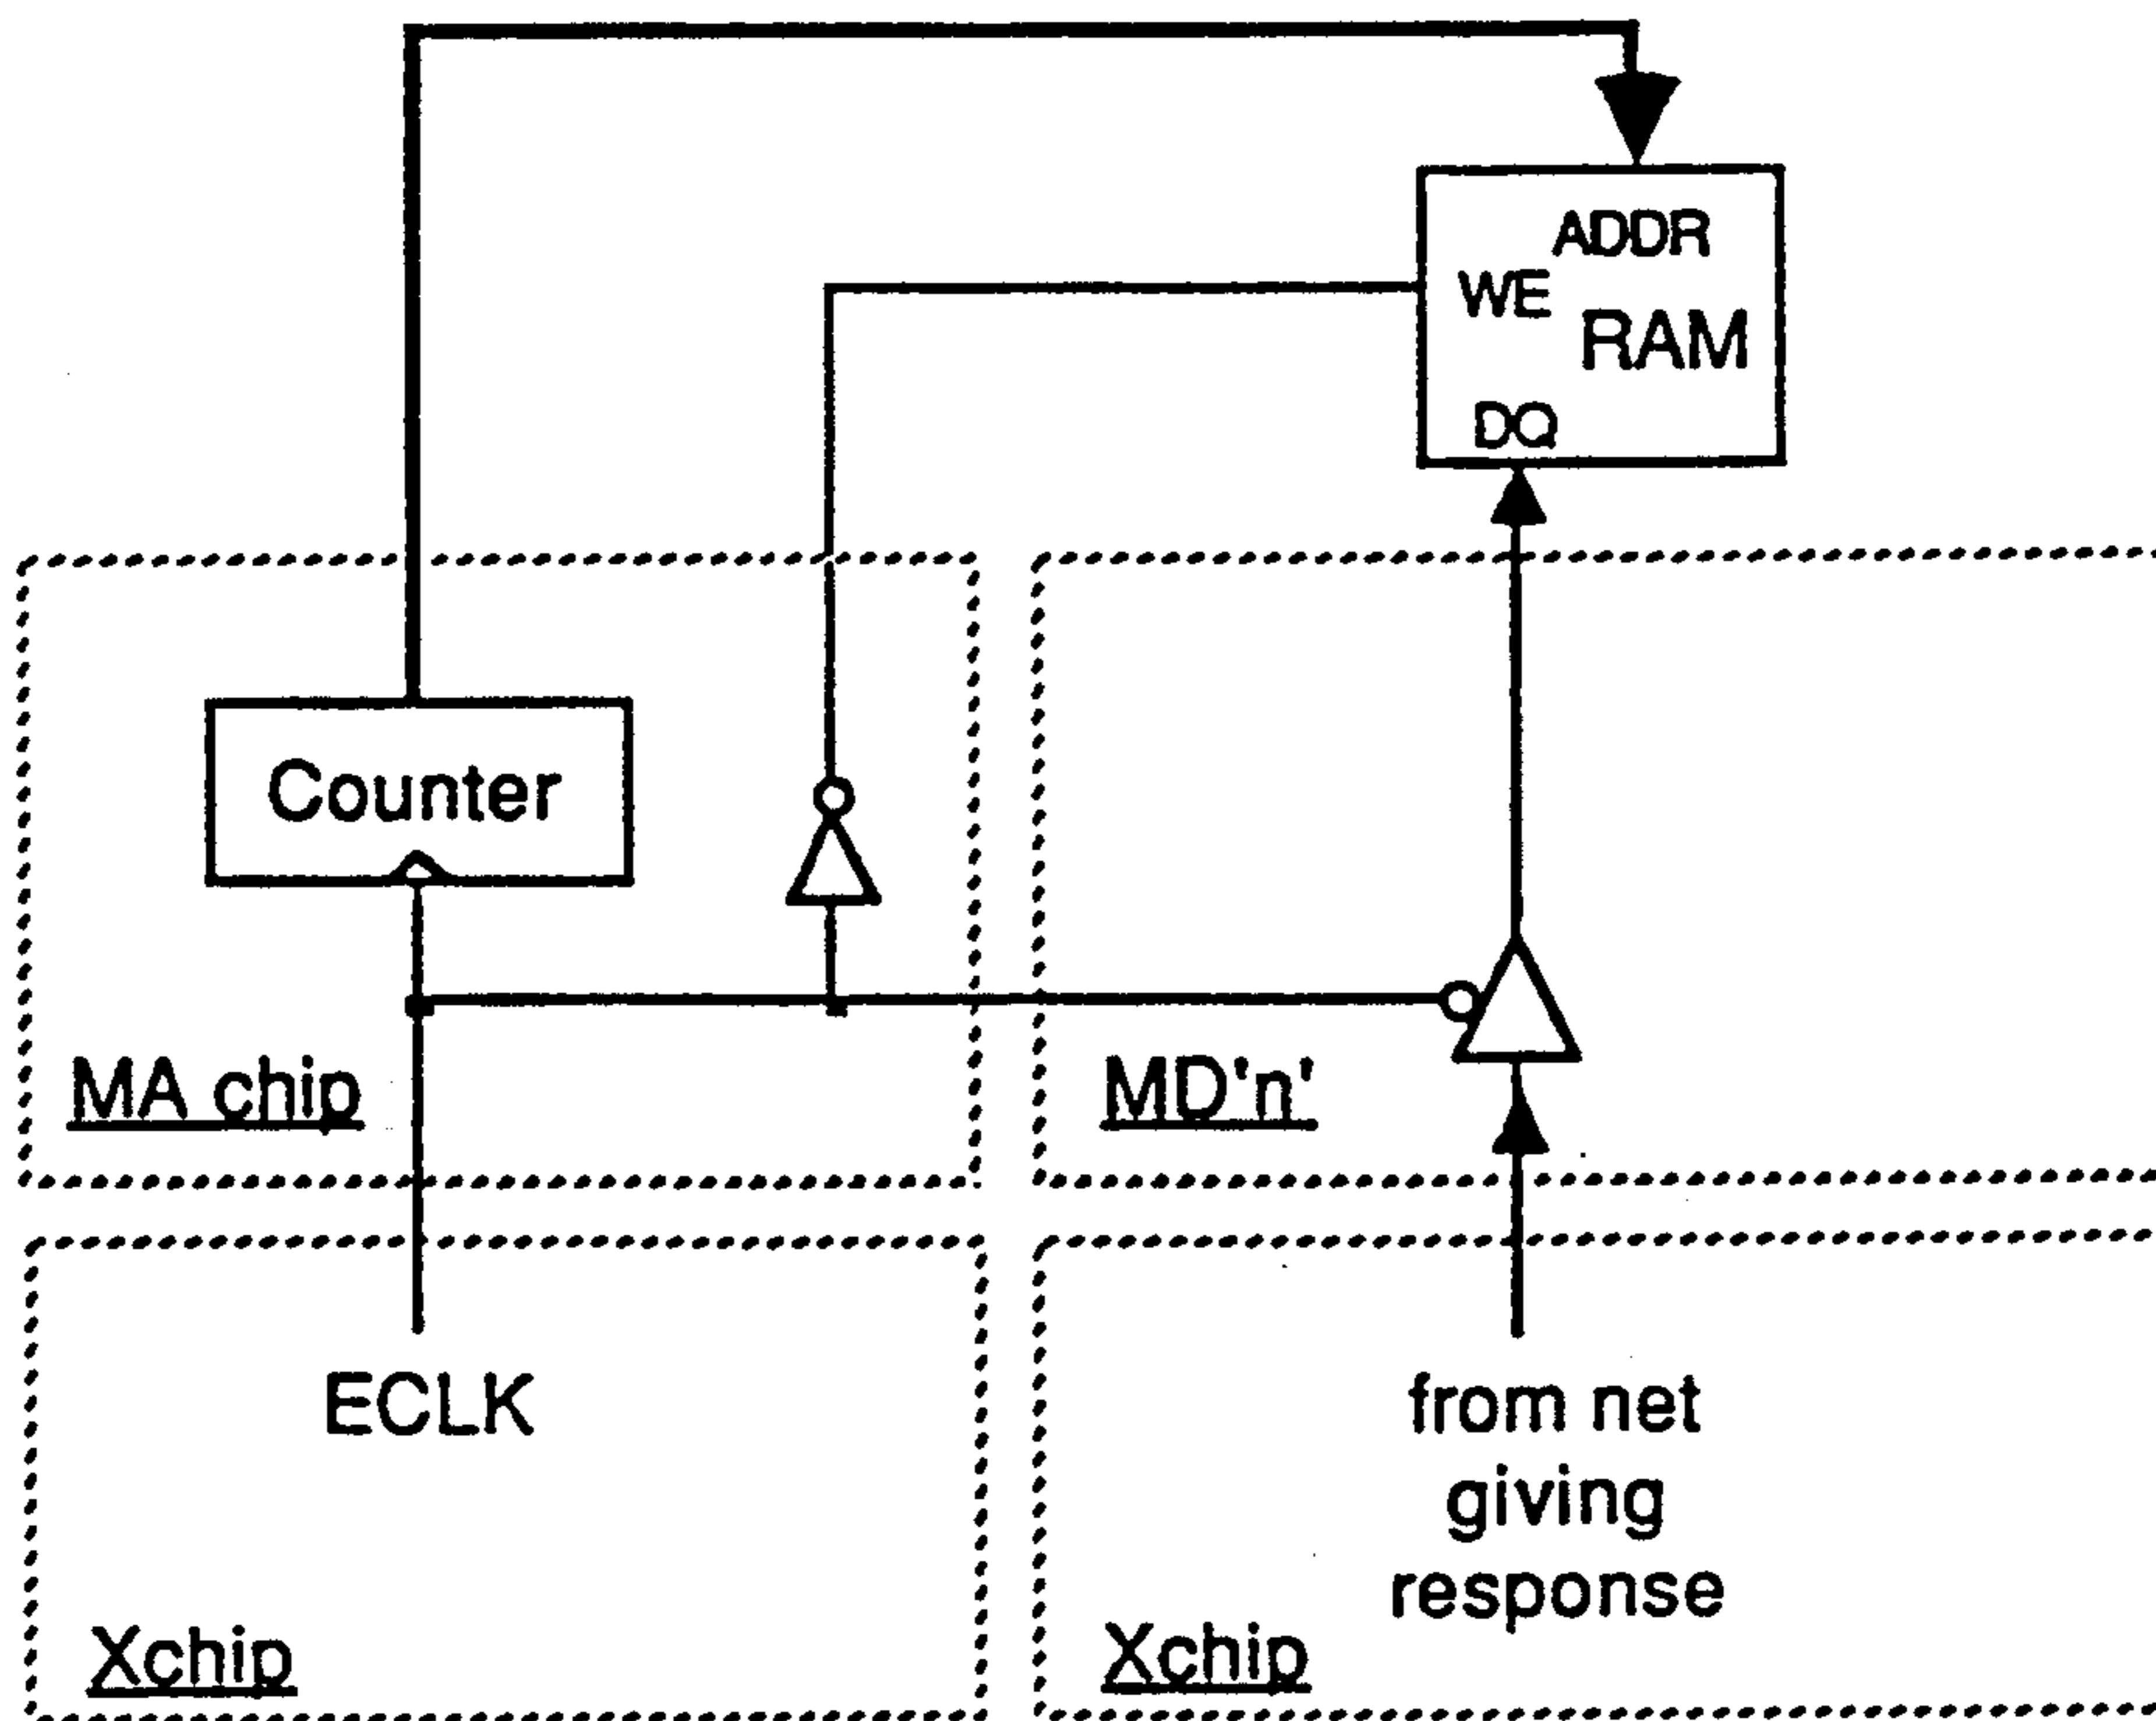 ADDR
WE
RAM
DQ
Counter
MA chip
MD'n'
ECLK
from net
giving
response
Xchip
Xchip